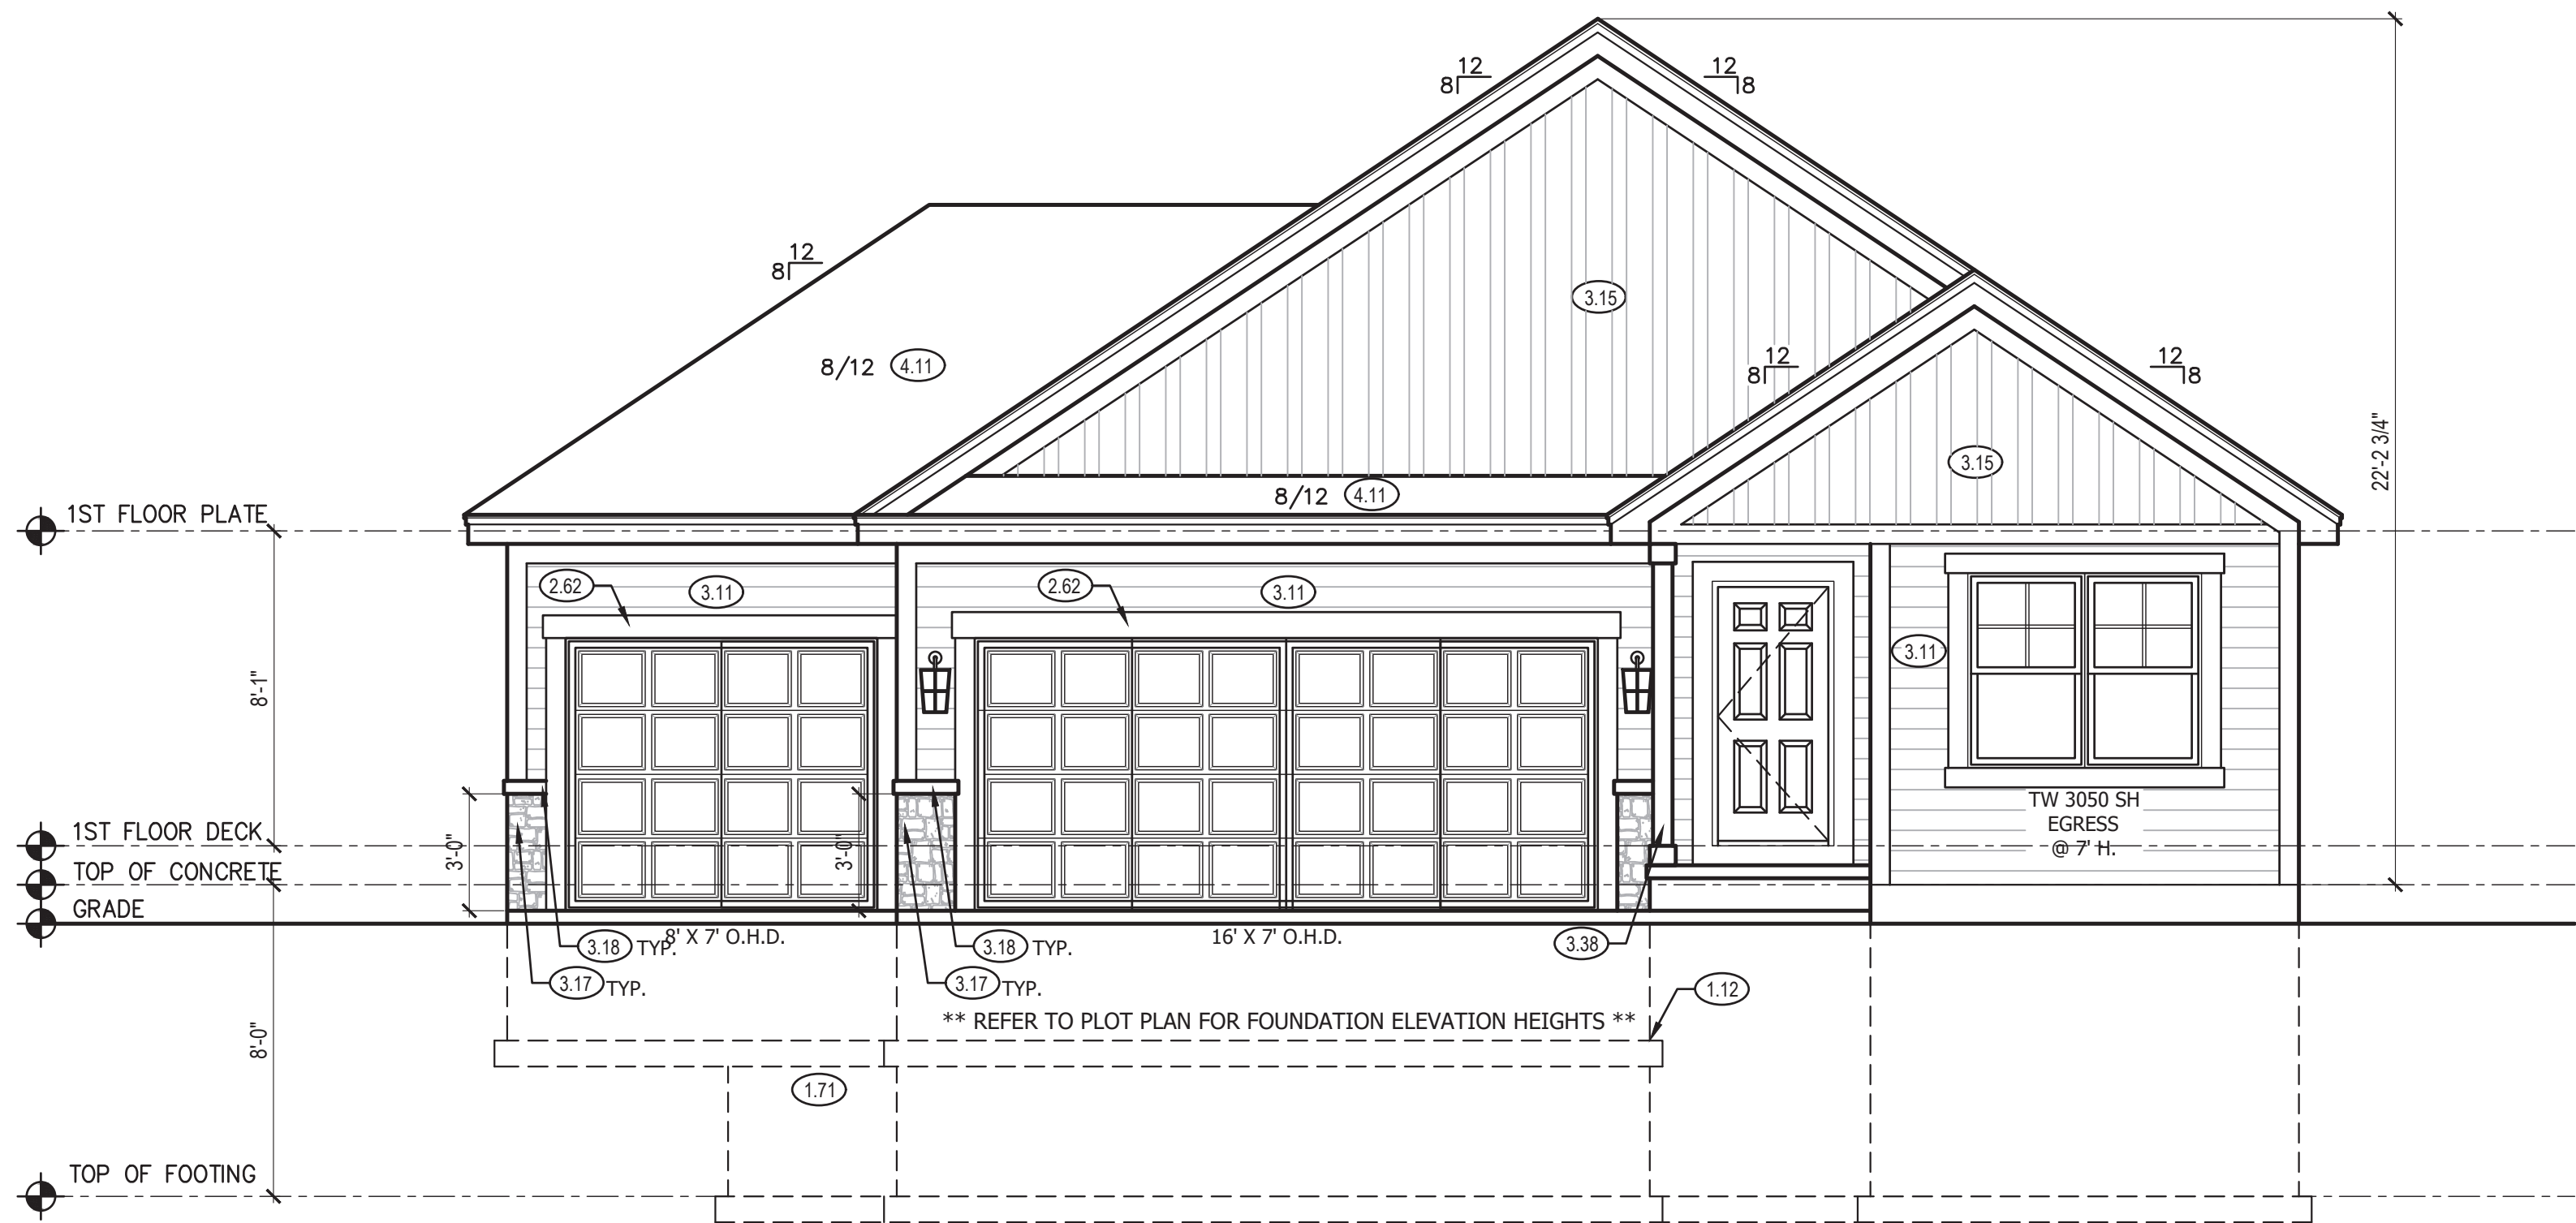 12
8
12
8
12
8
3.15
8/12 4.11
12
8
12
8
22'-2 3/4"
3.15
8/12 4.11
1ST FLOOR PLATE
2.62
3.11
2.62
3.11
3.11
8'-1"
TW 3050 SH
EGRESS
@ 7' H.
1ST FLOOR DECK
3'-0"
3'-0"
TOP OF CONCRETE
GRADE
3.18 TYP.
8' X 7' O.H.D.
3.18 TYP.
16' X 7' O.H.D.
3.38
3.17 TYP.
3.17 TYP.
1.12
** REFER TO PLOT PLAN FOR FOUNDATION ELEVATION HEIGHTS **
8'-0"
1.71
TOP OF FOOTING